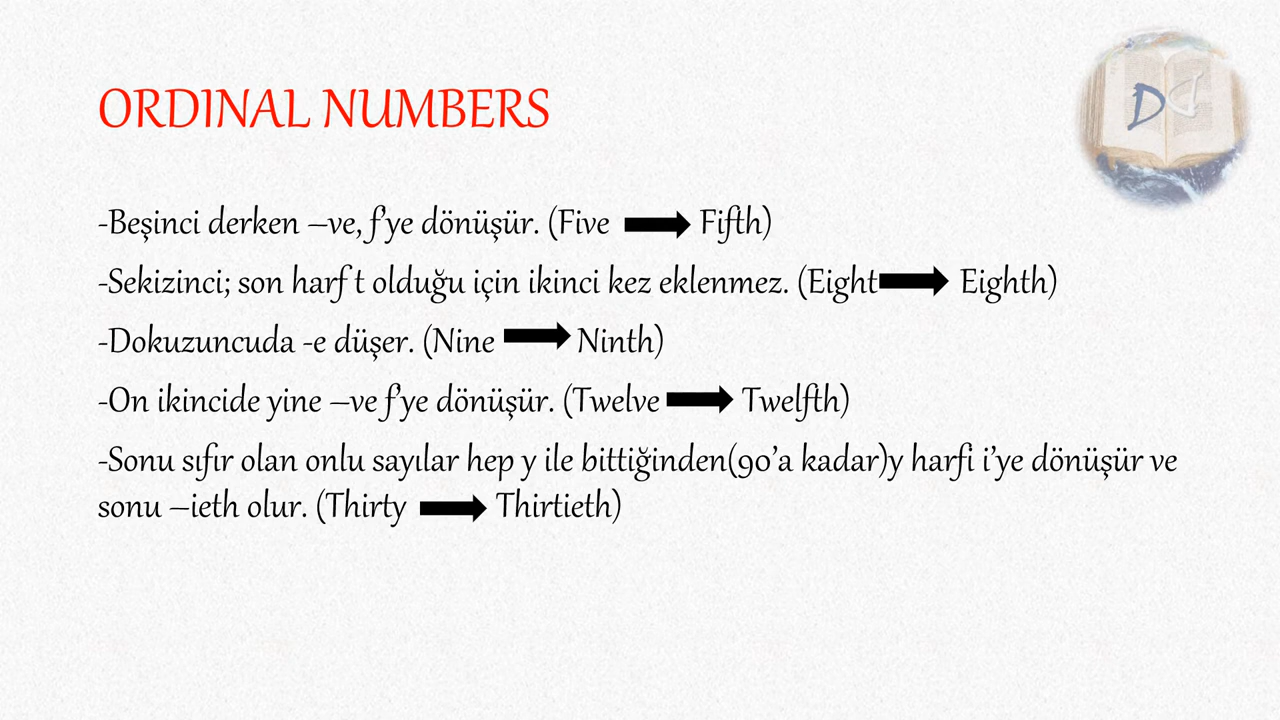 ORDINAL NUMBERS
DC
-Beşinci derken –ve, f'ye dönüşür. (Five Fifth)
-Sekizinci; son harf t olduğu için ikinci kez eklenmez. (Eight Eighth)
-Dokuzuncuda -e düşer. (Nine Ninth)
-On ikincide yine –ve f'ye dönüşür. (Twelve Twelfth)
-Sonu sıfır olan onlu sayılar hep y ile bittiğinden(90'a kadar)y harfi i'ye dönüşür ve
sonu –ieth olur. (Thirty Thirtieth)